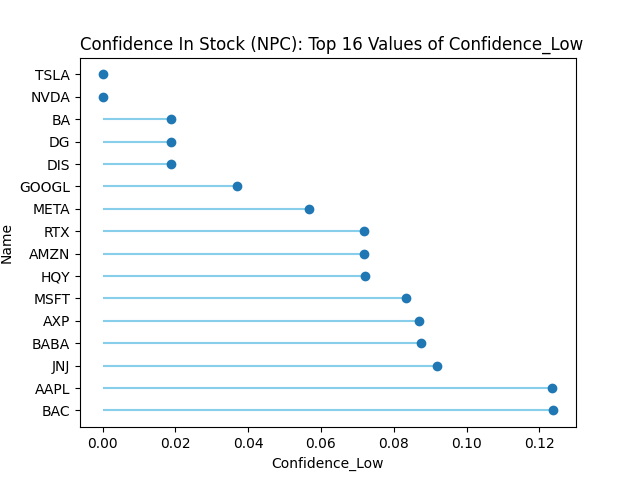 Confidence In Stock (NPC): Top 16 Values of Confidence_Low
TSLA
NVDA
BA
DG
DIS
GOOGL
META
RTX
AMZN
HQY
MSFT
AXP
BABA
JNJ
AAPL
BAC
Name
0.00 0.02 0.04 0.06 0.08 0.10 0.12
Confidence_Low